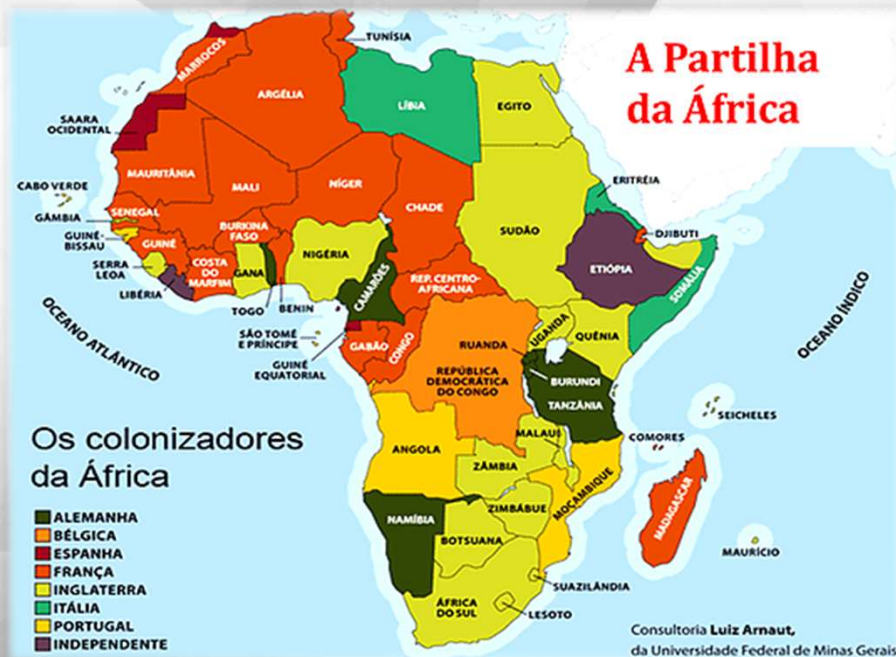 A Partilha
da África
TUNÍSIA
MARROCOS
ARGÉLIA
LÍBIA
EGITO
SAARA
OCIDENTAL
MAURITÂNIA
MALI
NÍGER
CHADE
SUDÃO
ERITRÉIA
CABO VERDE
SENEGAL
GÂMBIA
GUINÉ-
BISSAU
GUINÉ
BURKINA
FASO
NIGÉRIA
DJIBUTI
ETIÓPIA
SOMÁLIA
SERRA
LEOA
COSTA
DO
MARFIM
GANA
CAMARÕES
REP. CENTRO-
AFRICANA
LIBÉRIA
TOGO
BENIN
OCEANO ATLÂNTICO
OCEANO ÍNDICO
SÃO TOMÉ
E PRÍNCIPE
GUINÉ
EQUATORIAL
GABÃO
CONGO
UGANDA
QUÊNIA
RUANDA
REPÚBLICA
DEMOCRÁTICA
DO CONGO
BURUNDI
TANZÂNIA
SEICHELES
COMORES
MALAUÍ
ANGOLA
ZÂMBIA
MOÇAMBIQUE
MADAGASCAR
NAMÍBIA
ZIMBÁBUE
BOTSUANA
MAURÍCIO
SUAZILÂNDIA
ÁFRICA
DO SUL
LESOTO
Os colonizadores
da África
ALEMANHA
BÉLGICA
ESPANHA
FRANÇA
INGLATERRA
ITÁLIA
PORTUGAL
INDEPENDENTE
Consultoria Luiz Arnaut,
da Universidade Federal de Minas Gerais